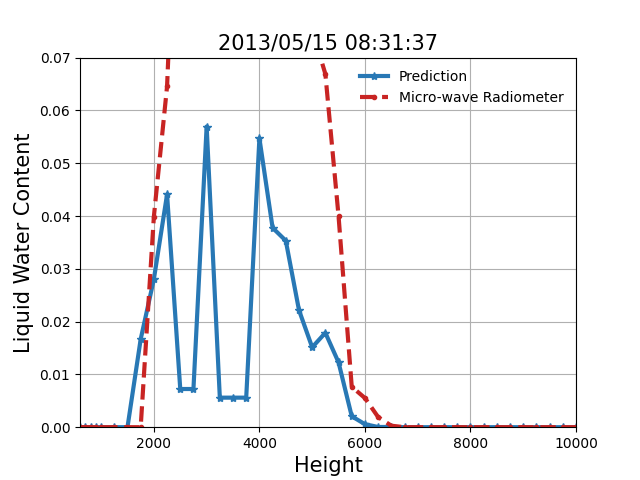 2013/05/15 08:31:37
Prediction
Micro-wave Radiometer
Liquid Water Content
0.07
0.06
0.05
0.04
0.03
0.02
0.01
0.00
2000 4000 6000 8000 10000
Height